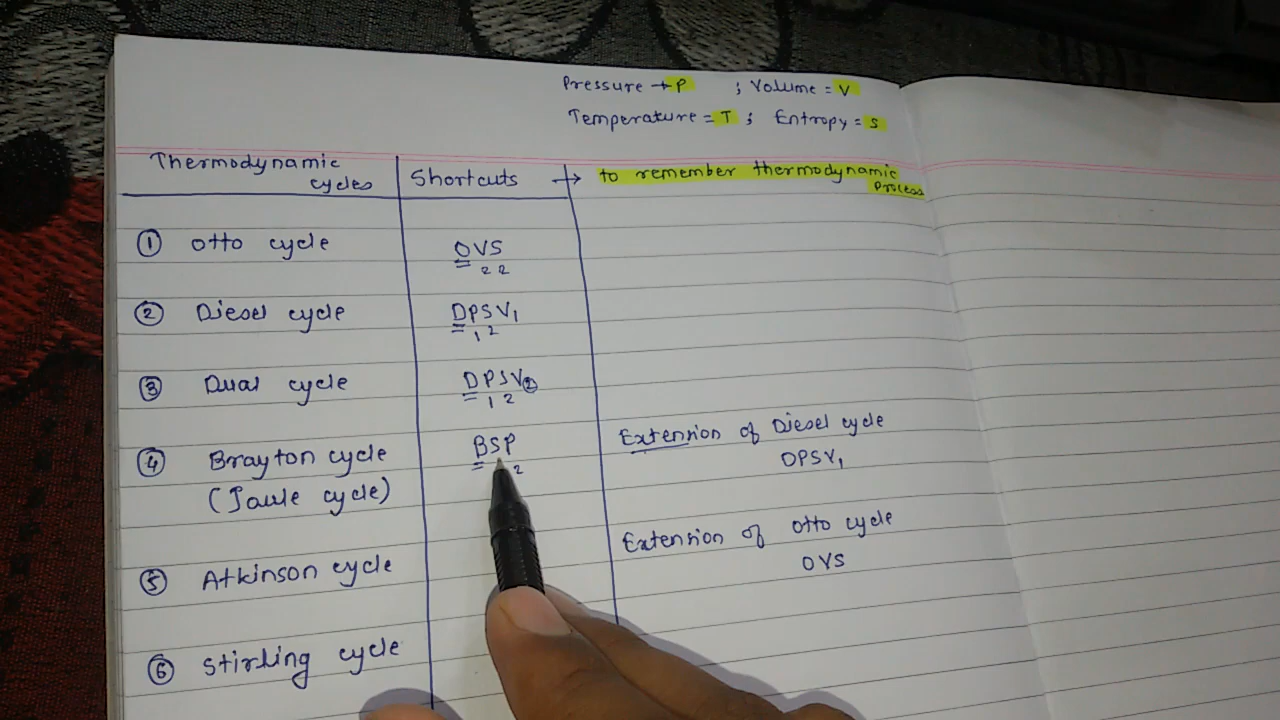 Pressure → P ; Volume = V
Temperature = T ; Entropy = S
Thermodynamic cycles
Shortcuts → to remember thermodynamic Process
① Otto cycle
OVS
2 2
② Diesel cycle
DPSV1
1 2
③ Dual cycle
DPSV②
1 2
④ Brayton cycle
(Joule cycle)
BSP
2
Extension of Diesel cycle
DPSV1
⑤ Atkinson cycle
Extension of Otto cycle
OVS
⑥ Stirling cycle